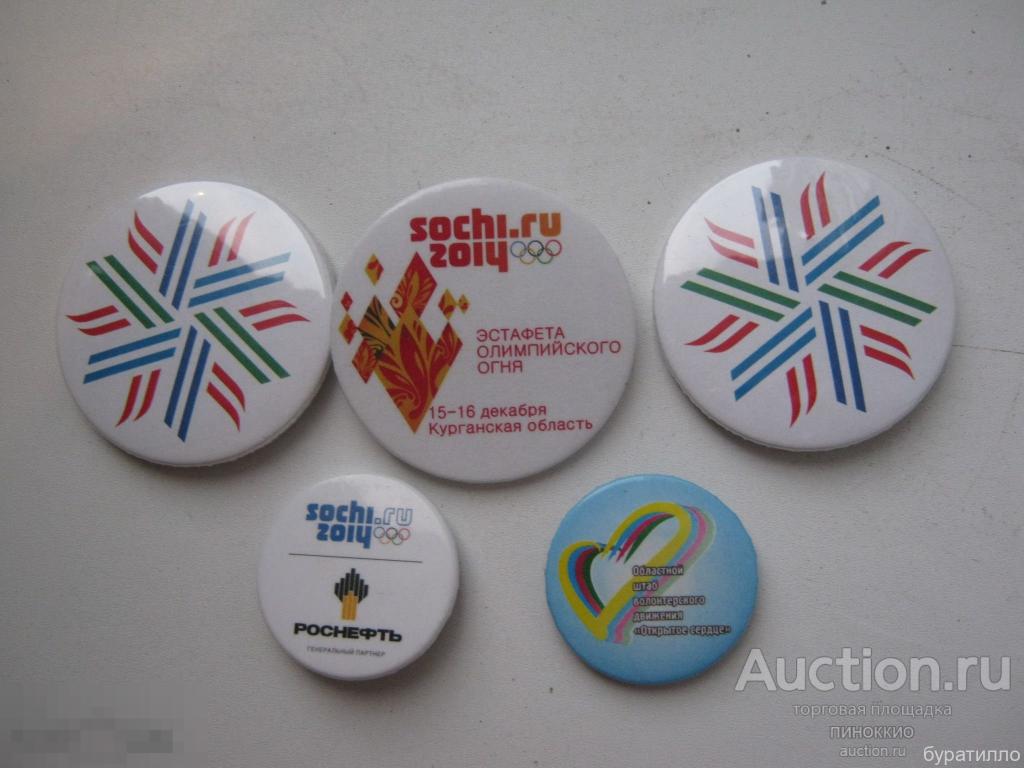 sochi.ru
2014
ЭСТАФЕТА
ОЛИМПИЙСКОГО
ОГНЯ
15-16 декабря
Курганская область
sochi.ru
2014
РОСНЕФТЬ
ГЕНЕРАЛЬНЫЙ ПАРТНЕР
Областной
штаб
волонтерского
движения
«Открытое сердце»
Auction.ru
торговая площадка
ПИНОККИО
auction.ru
буратилло